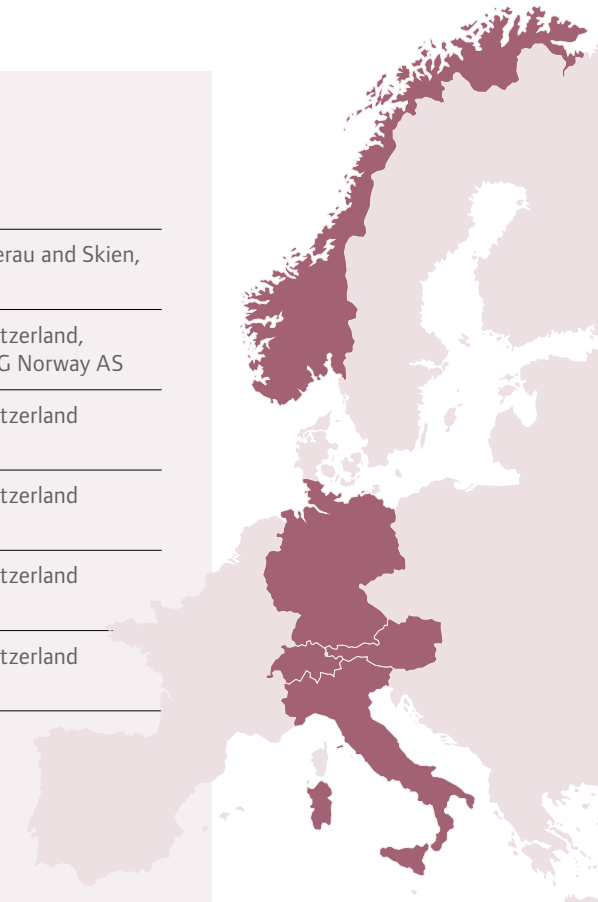 erau and Skien,
tzerland,
G Norway AS
tzerland
tzerland
tzerland
tzerland